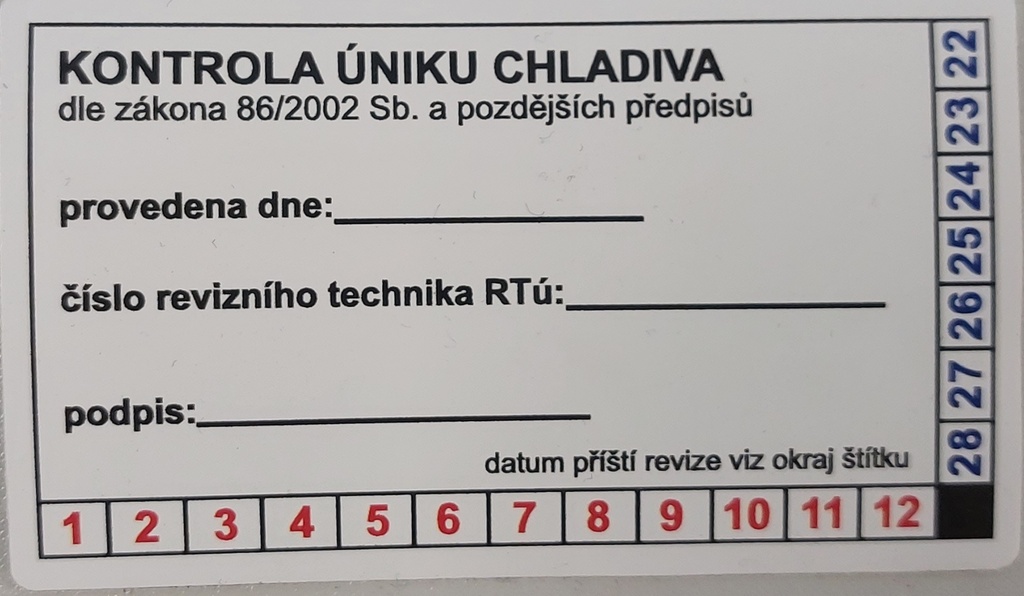 KONTROLA ÚNIKU CHLADIVA
dle zákona 86/2002 Sb. a pozdějších předpisů
provedena dne:
číslo revizního technika RTú:
podpis:
datum příští revize viz okraj štítku
1 2 3 4 5 6 7 8 9 10 11 12
22
23
24
25
26
27
28